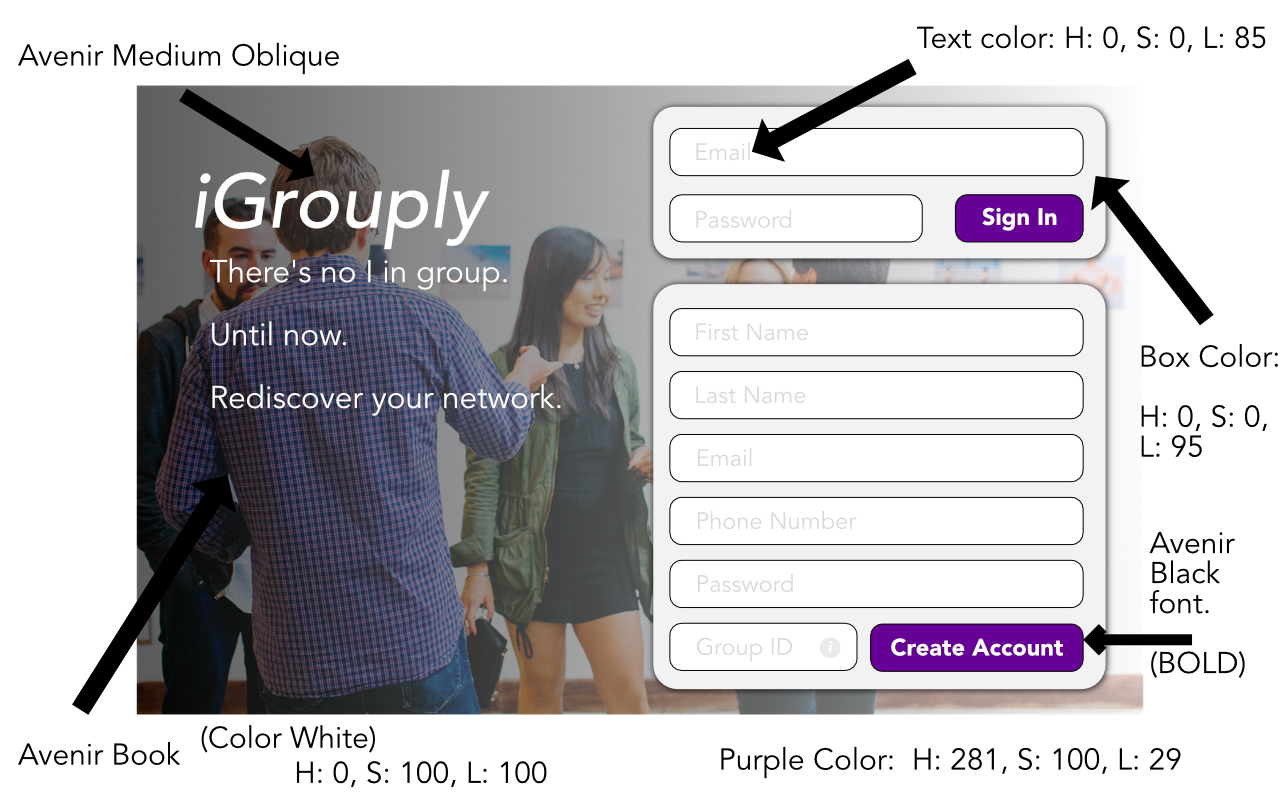 Avenir Medium Oblique
Text color: H: 0, S: 0, L: 85
iGrouply
There's no I in group.
Until now.
Rediscover your network.
Email
Password
Sign In
First Name
Last Name
Email
Phone Number
Password
Group ID
i
Create Account
Box Color:
H: 0, S: 0,
L: 95
Avenir
Black
font.
(BOLD)
Avenir Book
(Color White)
H: 0, S: 100, L: 100
Purple Color:  H: 281, S: 100, L: 29